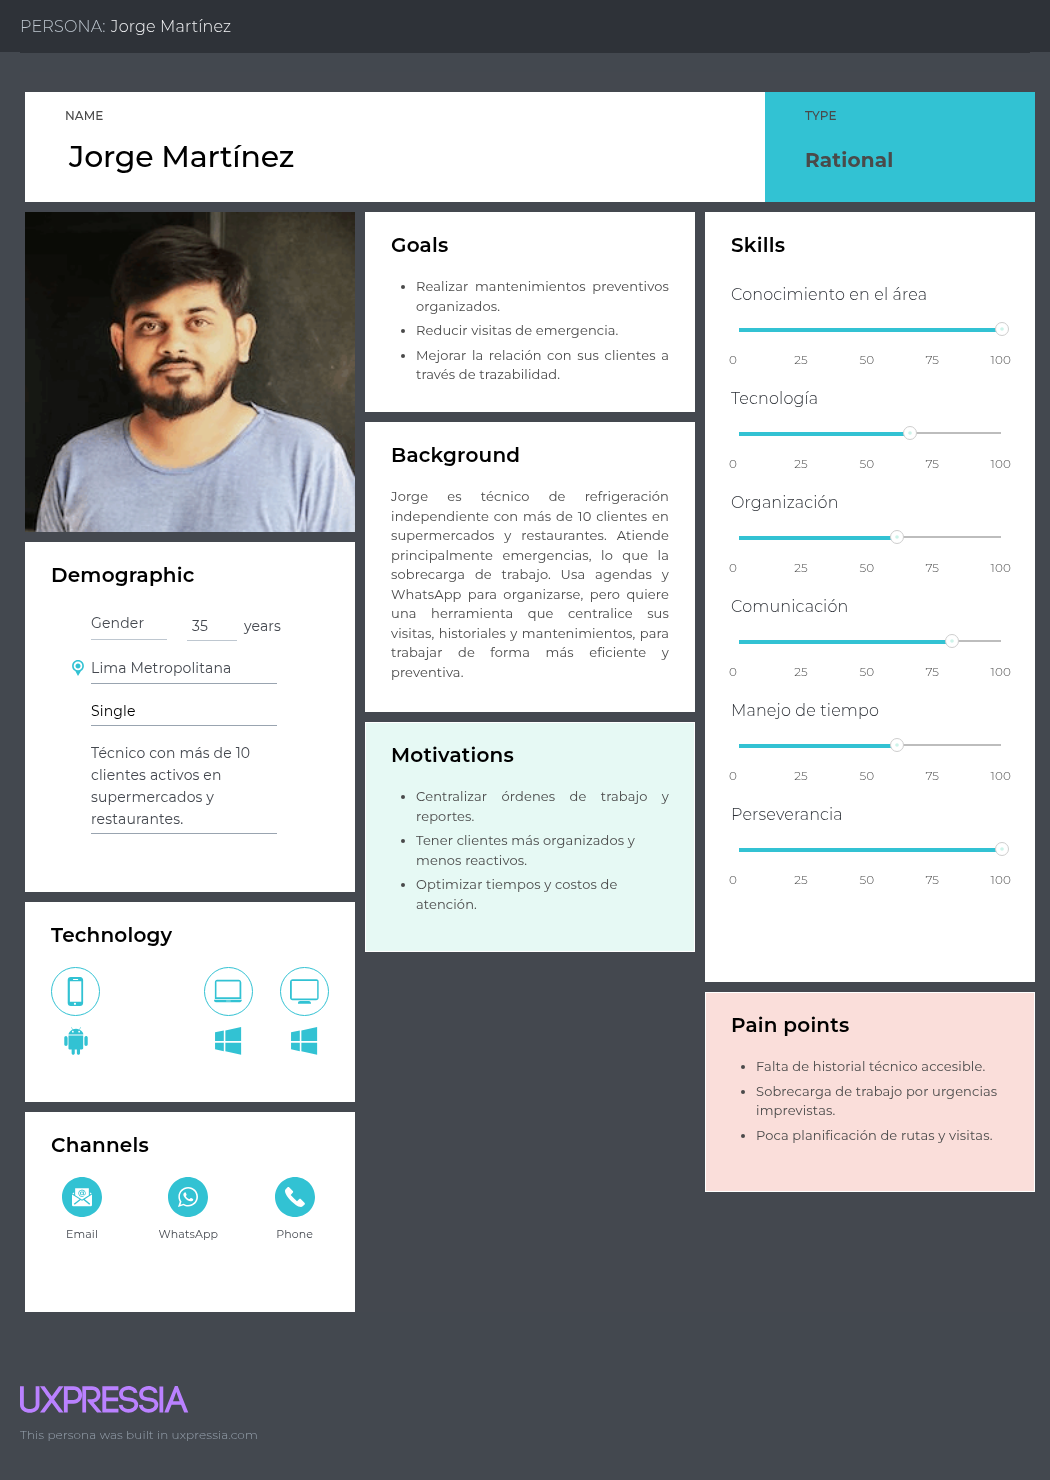 PERSONA: Jorge Martínez
NAME
Jorge Martínez
TYPE
Rational
Demographic
Gender
35 years
Lima Metropolitana
Single
Técnico con más de 10
clientes activos en
supermercados y
restaurantes.
Technology
Channels
Email
WhatsApp
Phone
Goals
• Realizar mantenimientos preventivos
organizados.
• Reducir visitas de emergencia.
• Mejorar la relación con sus clientes a
través de trazabilidad.
Background
Jorge es técnico de refrigeración
independiente con más de 10 clientes en
supermercados y restaurantes. Atiende
principalmente emergencias, lo que la
sobrecarga de trabajo. Usa agendas y
WhatsApp para organizarse, pero quiere
una herramienta que centralice sus
visitas, historiales y mantenimientos, para
trabajar de forma más eficiente y
preventiva.
Motivations
• Centralizar órdenes de trabajo y
reportes.
• Tener clientes más organizados y
menos reactivos.
• Optimizar tiempos y costos de
atención.
Skills
Conocimiento en el área
0 25 50 75 100
Tecnología
0 25 50 75 100
Organización
0 25 50 75 100
Comunicación
0 25 50 75 100
Manejo de tiempo
0 25 50 75 100
Perseverancia
0 25 50 75 100
Pain points
• Falta de historial técnico accesible.
• Sobrecarga de trabajo por urgencias
imprevistas.
• Poca planificación de rutas y visitas.
UXPRESSIA
This persona was built in uxpressia.com